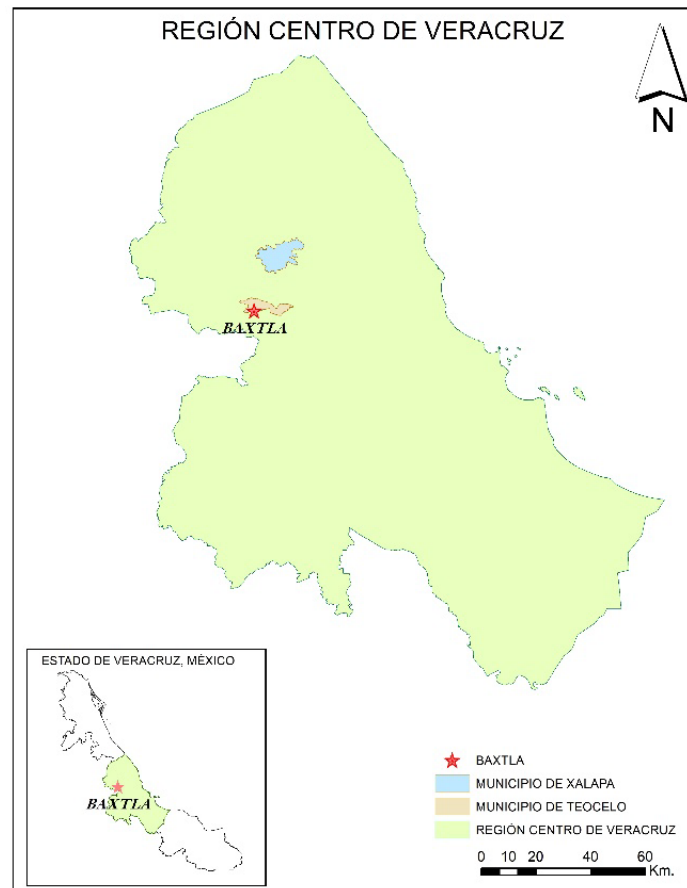 REGIÓN CENTRO DE VERACRUZ
N
BAXTLA
ESTADO DE VERACRUZ, MÉXICO
BAXTLA
BAXTLA
MUNICIPIO DE XALAPA
MUNICIPIO DE TEOCELO
REGIÓN CENTRO DE VERACRUZ
0 10 20 40 60
Km.